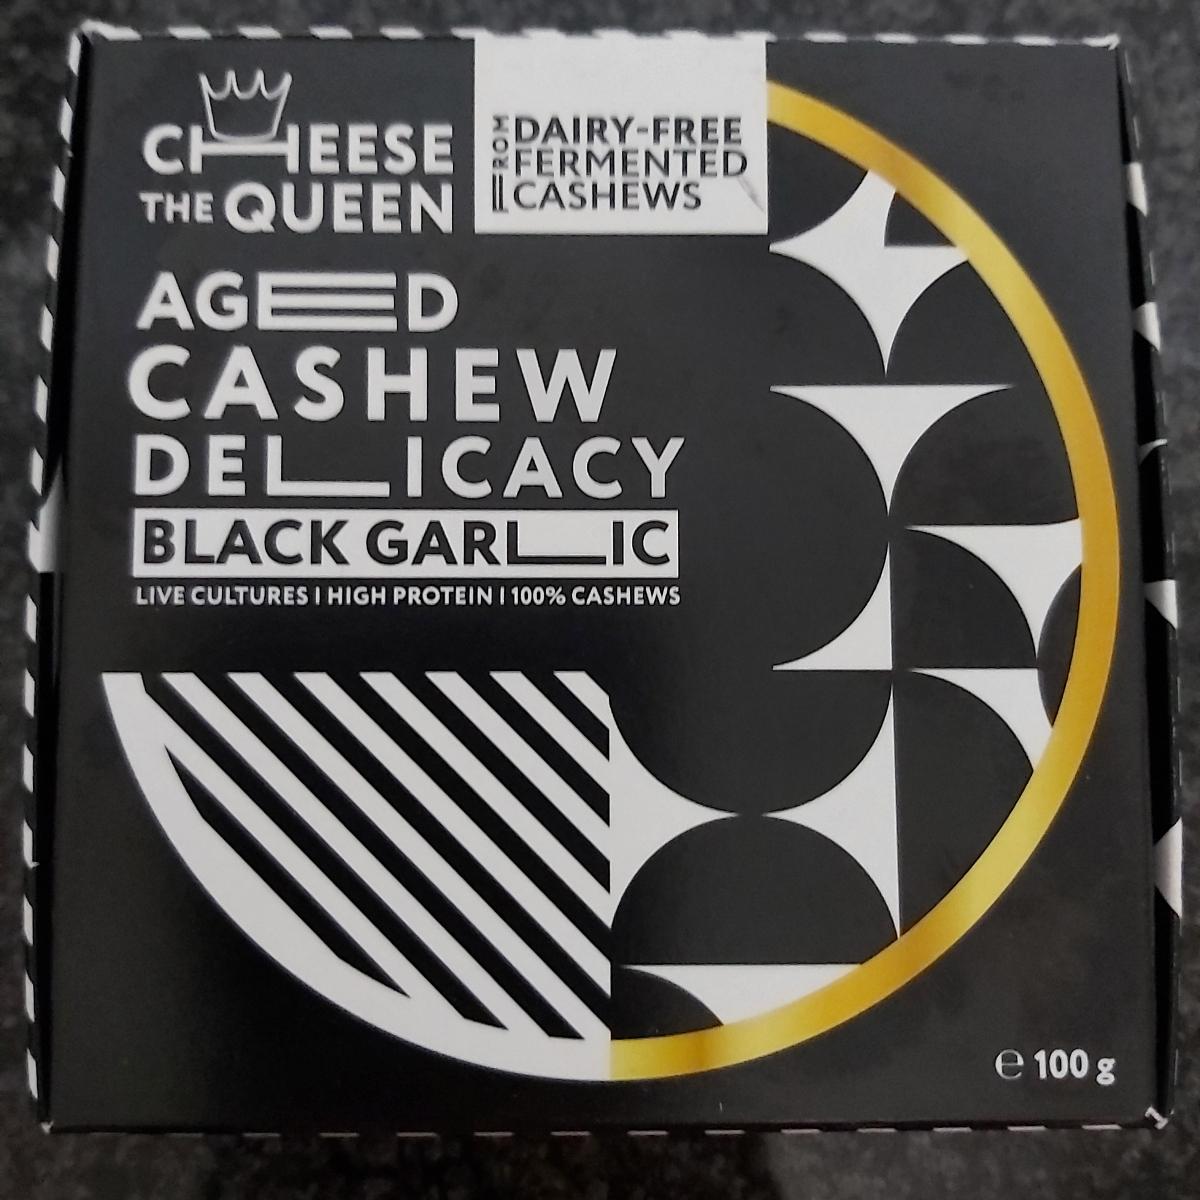 CHEESE
THE QUEEN
FROM DAIRY-FREE
FERMENTED
CASHEWS
AGED
CASHEW
DELICACY
BLACK GARLIC
LIVE CULTURES | HIGH PROTEIN | 100% CASHEWS
℮ 100 g